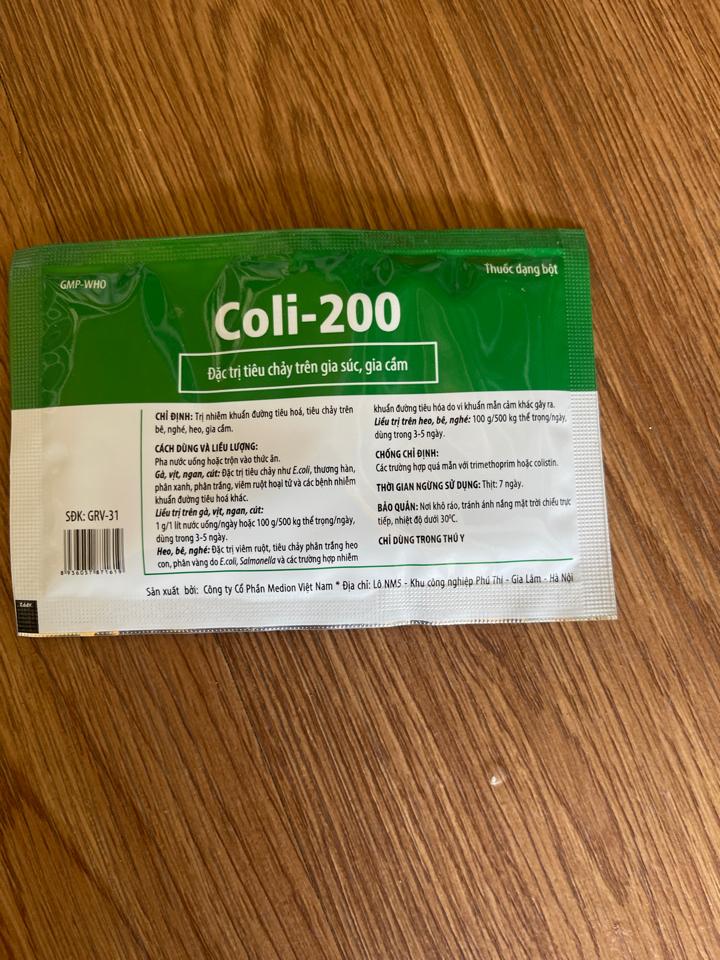 GMP-WHO
Thuốc dạng bột
Coli-200
Đặc trị tiêu chảy trên gia súc, gia cầm
CHỈ ĐỊNH: Trị nhiễm khuẩn đường tiêu hoá, tiêu chảy trên
bê, nghé, heo, gia cầm.
CÁCH DÙNG VÀ LIỀU LƯỢNG:
Pha nước uống hoặc trộn vào thức ăn.
Gà, vịt, ngan, cút: Đặc trị tiêu chảy như E.coli, thương hàn,
phân xanh, phân trắng, viêm ruột hoại tử và các bệnh nhiễm
khuẩn đường tiêu hoá khác.
Liều trị trên gà, vịt, ngan, cút:
1 g/1 lít nước uống/ngày hoặc 100 g/500 kg thể trọng/ngày,
dùng trong 3-5 ngày.
Heo, bê, nghé: Đặc trị viêm ruột, tiêu chảy phân trắng heo
con, phân vàng do E.coli, Salmonella và các trường hợp nhiễm
khuẩn đường tiêu hóa do vi khuẩn mẫn cảm khác gây ra.
Liều trị trên heo, bê, nghé: 100 g/500 kg thể trọng/ngày,
dùng trong 3-5 ngày.
CHỐNG CHỈ ĐỊNH:
Các trường hợp quá mẫn với trimethoprim hoặc colistin.
THỜI GIAN NGỪNG SỬ DỤNG: Thịt: 7 ngày.
BẢO QUẢN: Nơi khô ráo, tránh ánh nắng mặt trời chiếu trực
tiếp, nhiệt độ dưới 30⁰C.
CHỈ DÙNG TRONG THÚ Y
SĐK: GRV-31
Sản xuất bởi: Công ty Cổ Phần Medion Việt Nam * Địa chỉ: Lô NM5 - Khu công nghiệp Phú Thị - Gia Lâm - Hà Nội